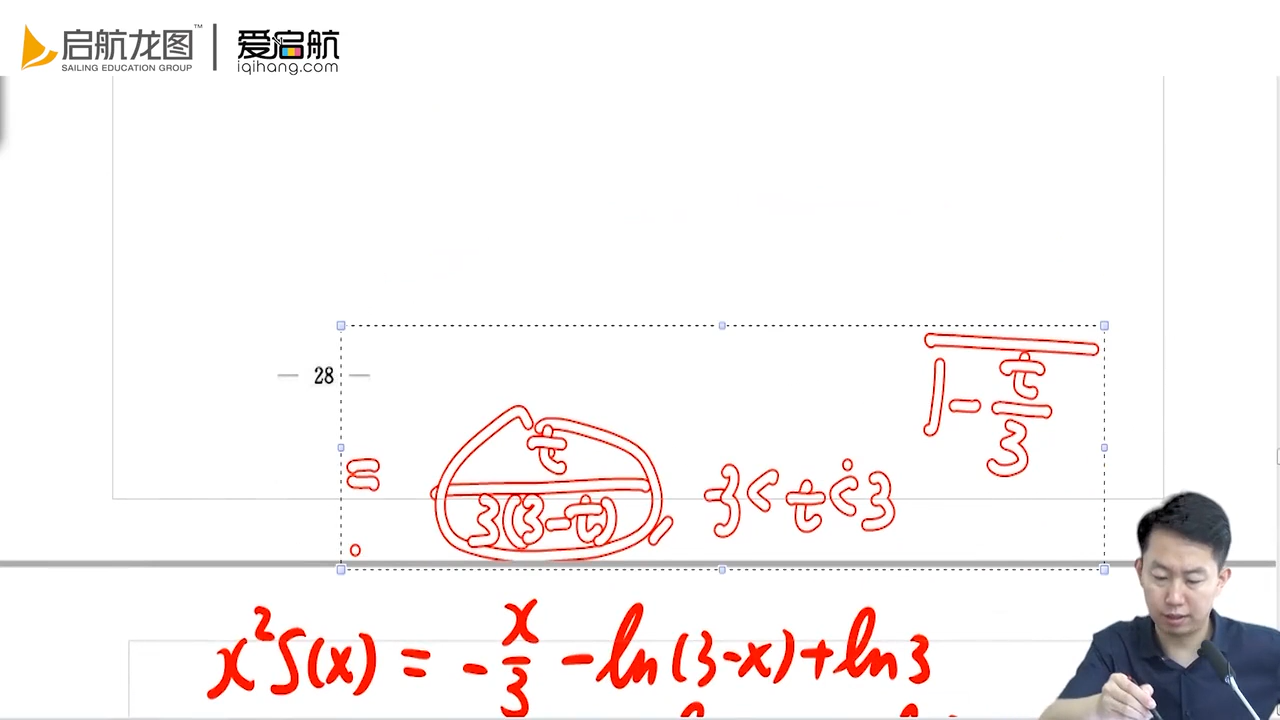 启航龙图™ 爱启航
SAILING EDUCATION GROUP iqihang.com
— 28 —
1-t/3
= t/3(3-t), -3<t<3
x²S(x) = -x/3 -ln(3-x)+ln3